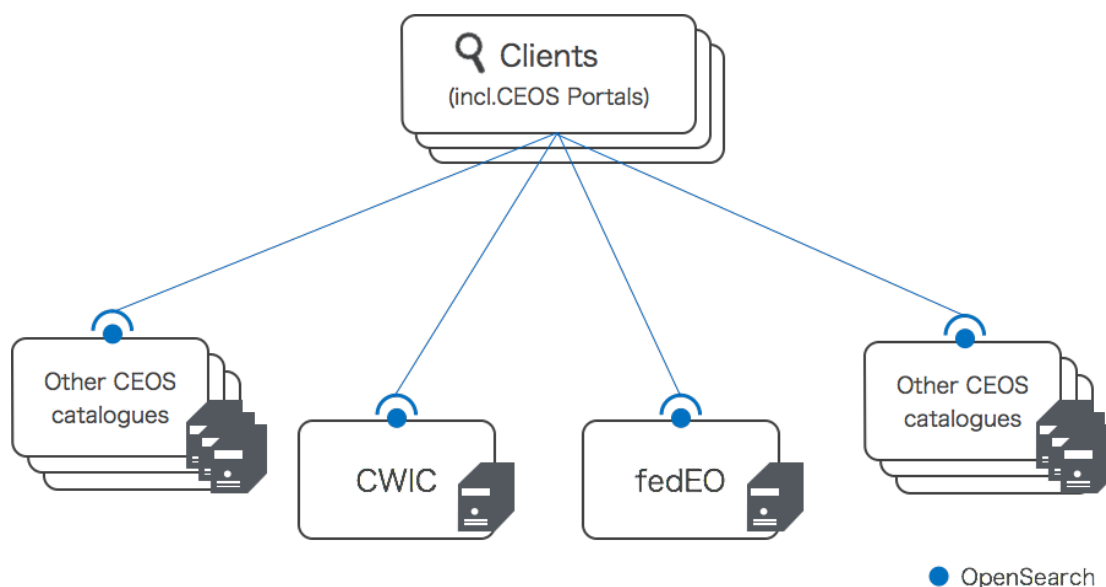 Clients
(incl.CEOS Portals)
Other CEOS
catalogues
CWIC
fedEO
Other CEOS
catalogues
OpenSearch